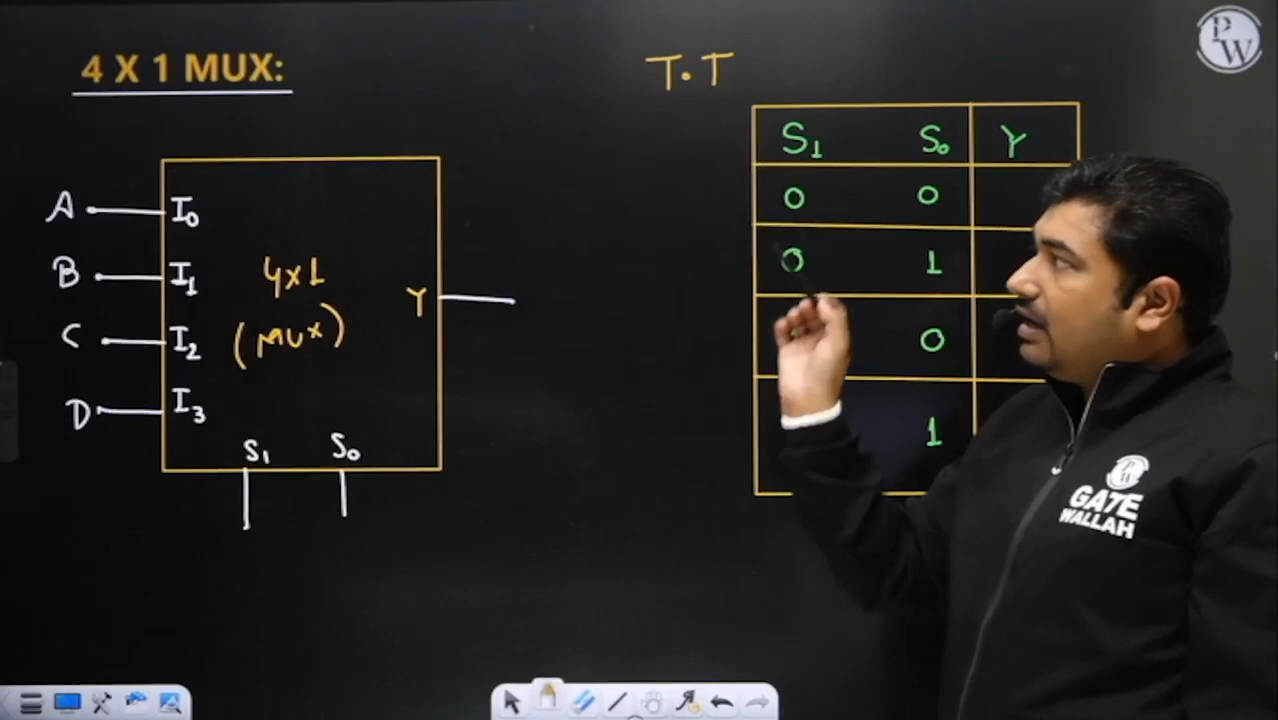 4 X 1 MUX:
T.T
PW
S1 S0 Y
A I0
0 0
B I1
4x1
0 1
Y
C I2
(MUX)
0
D I3
S1 S0
1
PW
GATE
WALLAH